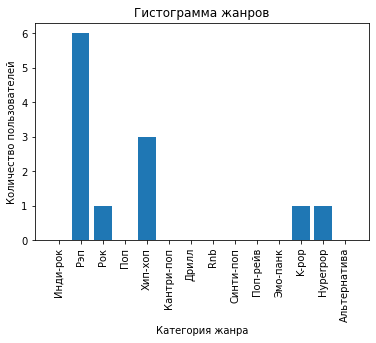 Гистограмма жанров
Количество пользователей
6
5
4
3
2
1
0
Инди-рок
Рэп
Рок
Поп
Хип-хоп
Кантри-поп
Дрилл
Rnb
Синти-поп
Поп-рейв
Эмо-панк
K-pop
Hyperpop
Альтернатива
Категория жанра